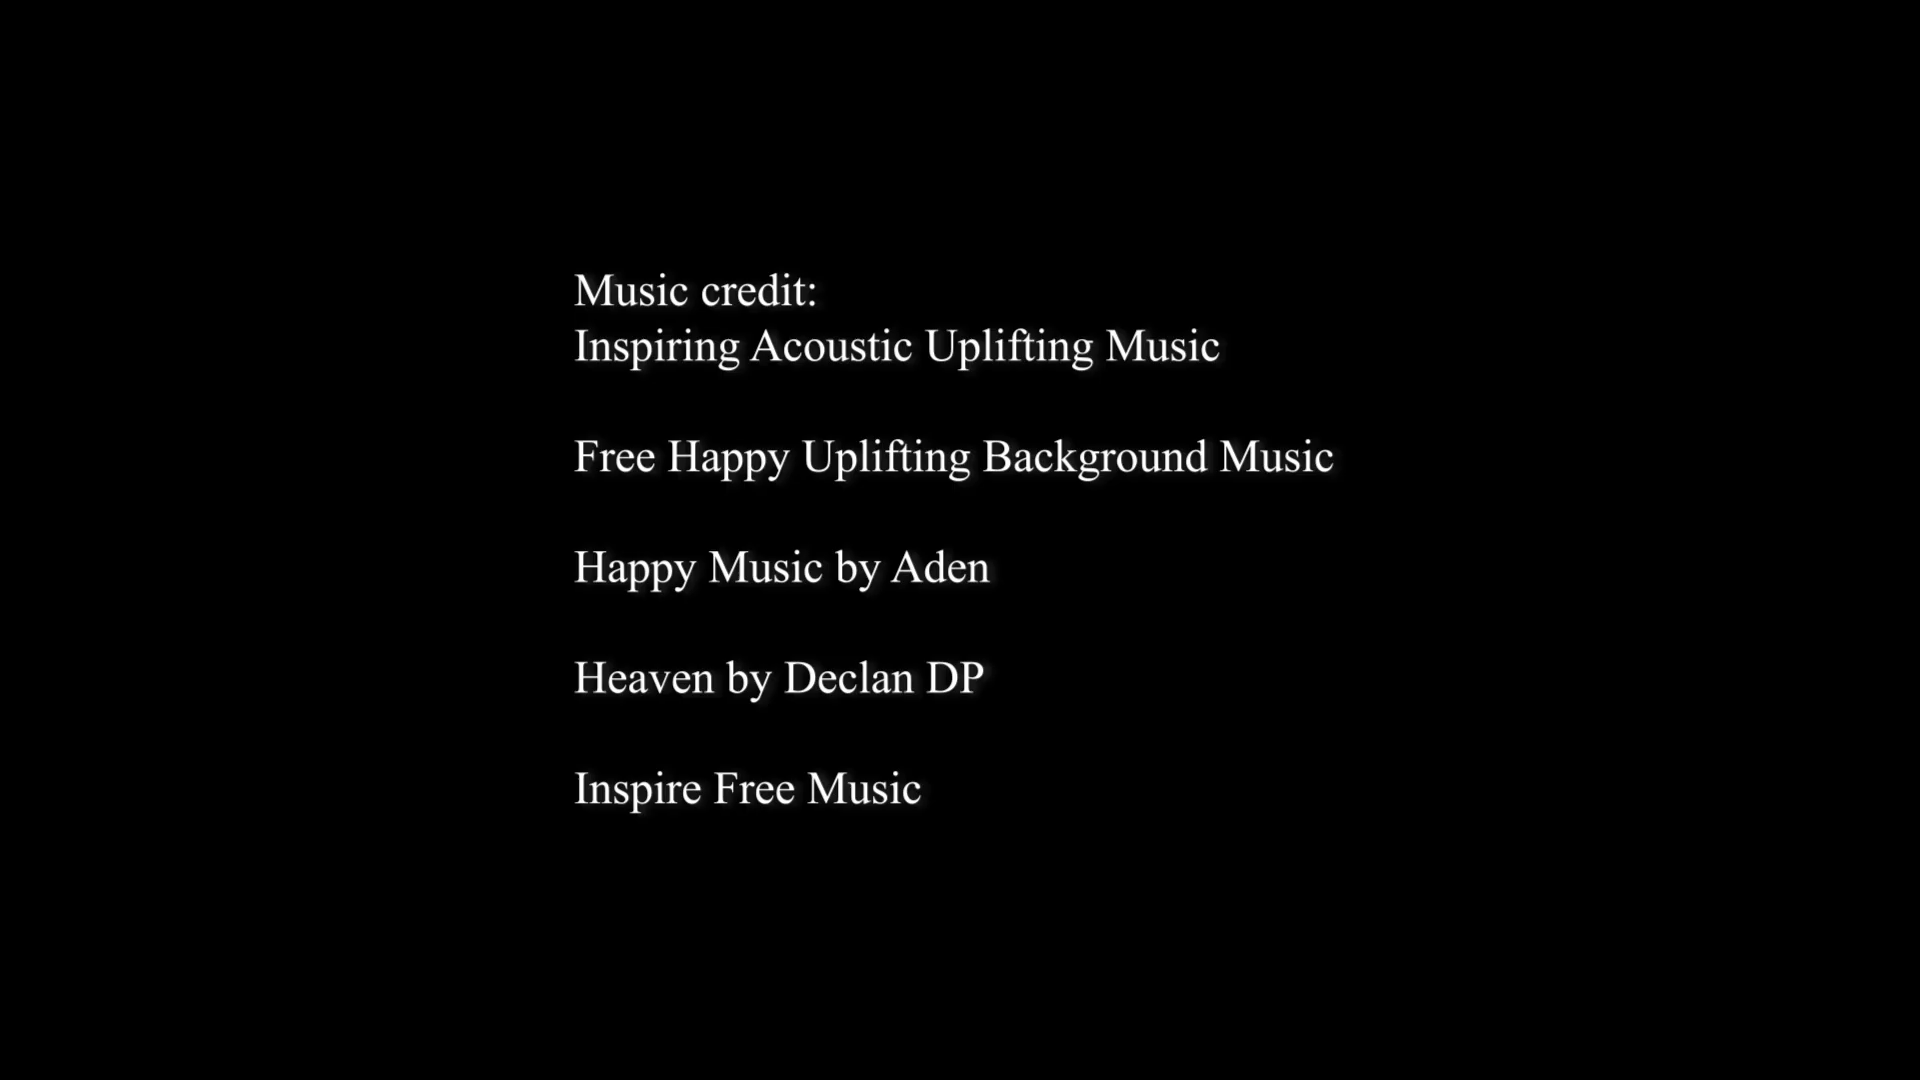 Music credit:
Inspiring Acoustic Uplifting Music
Free Happy Uplifting Background Music
Happy Music by Aden
Heaven by Declan DP
Inspire Free Music